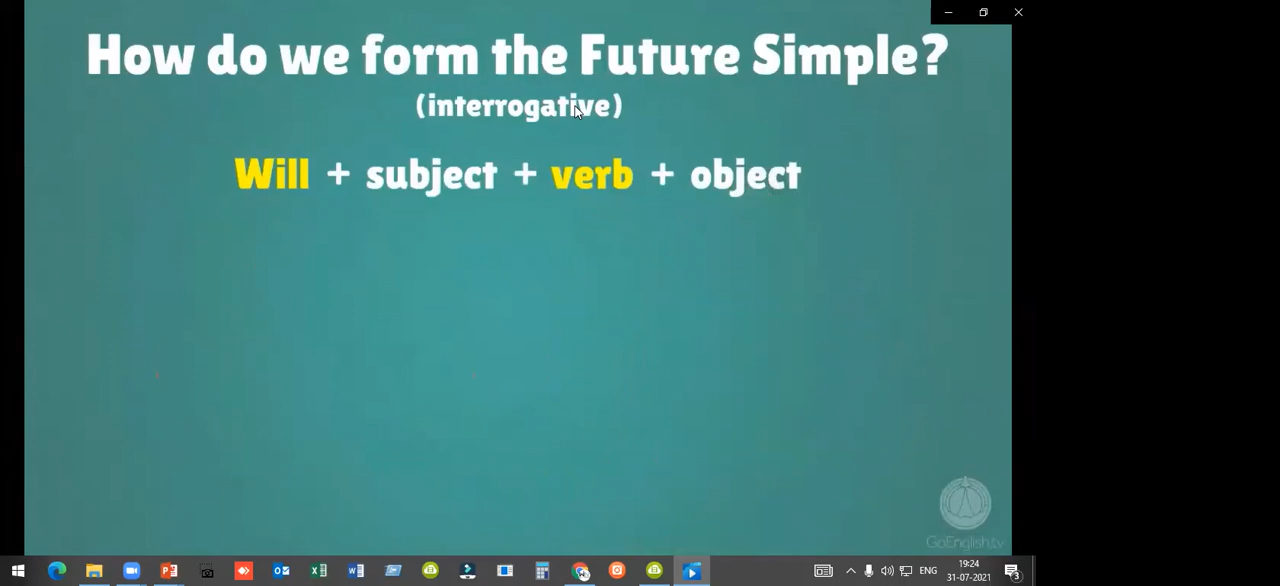 How do we form the Future Simple?
(interrogative)
Will + subject + verb + object
GoEnglish.tv
ENG
19:24
31-07-2021
3